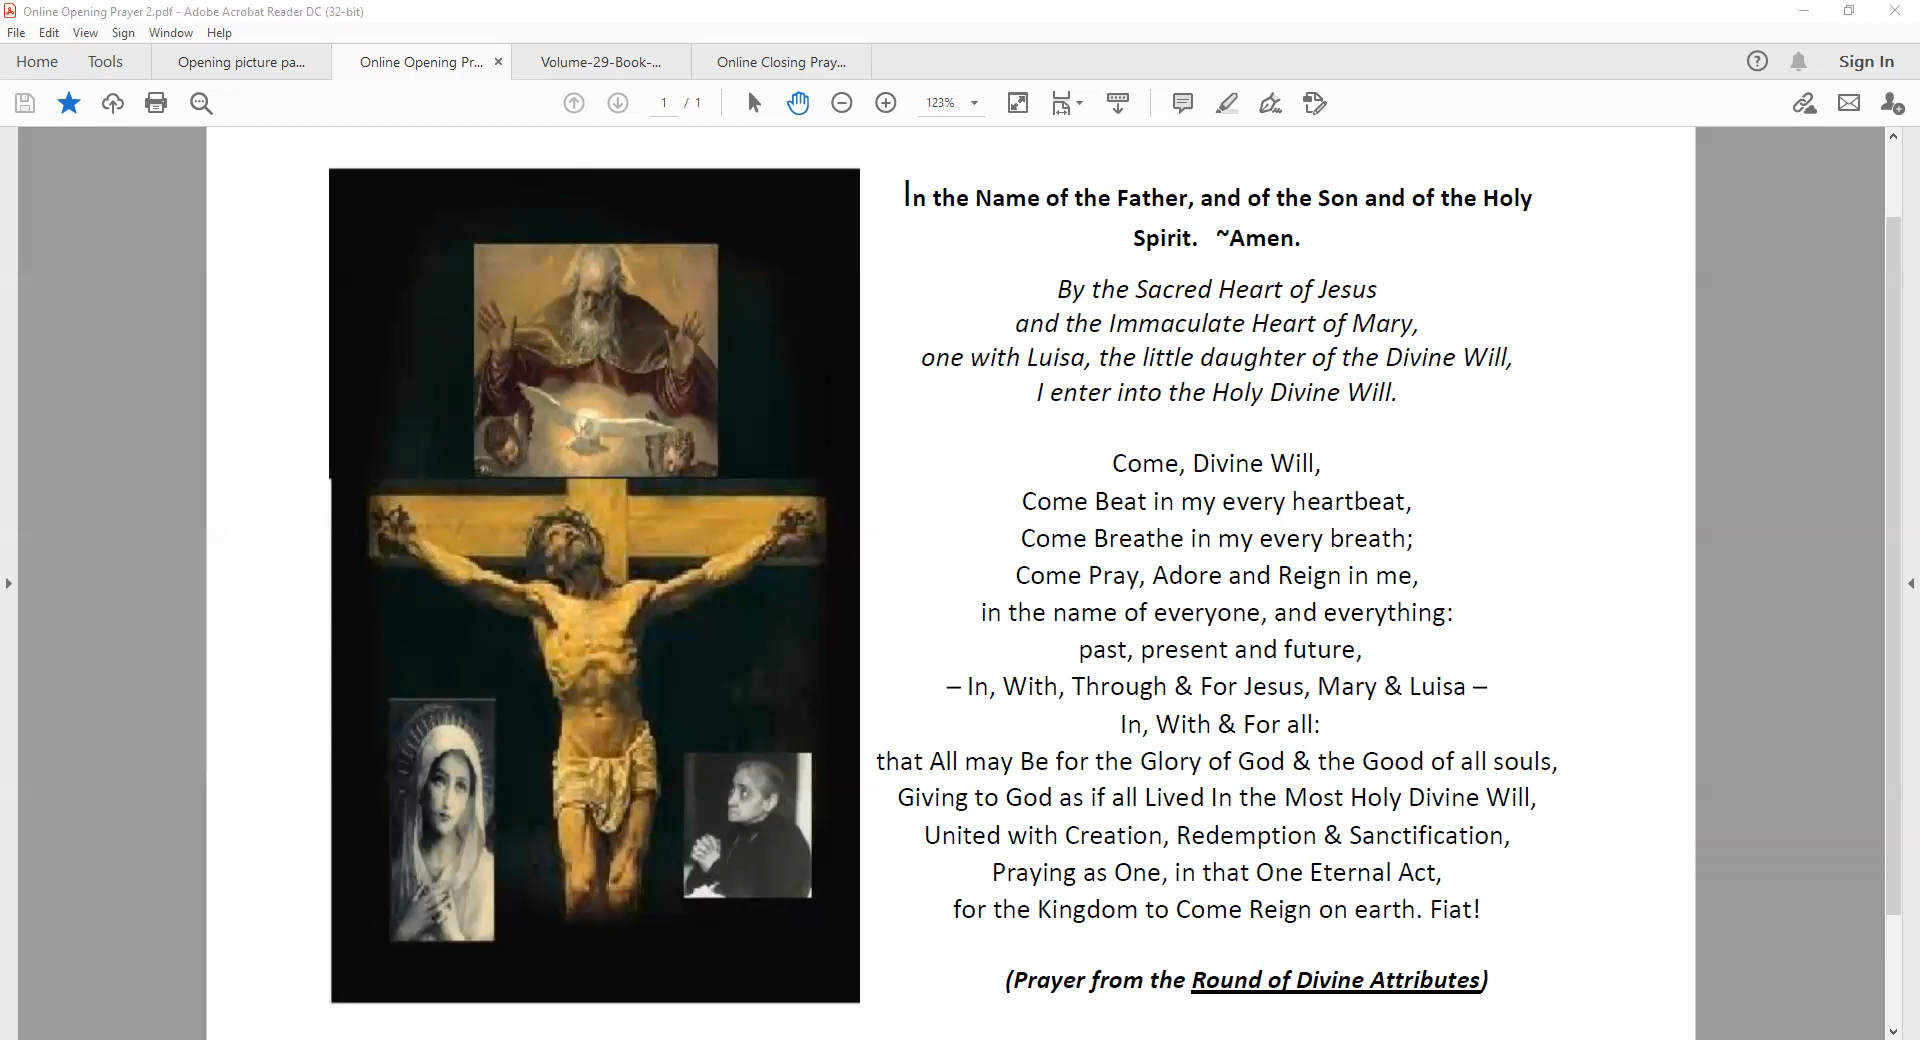 Online Opening Prayer 2.pdf - Adobe Acrobat Reader DC (32-bit)
File Edit View Sign Window Help
Home Tools Opening picture pa... Online Opening Pr... Volume-29-Book-... Online Closing Pray... Sign In
1 / 1 123%
In the Name of the Father, and of the Son and of the Holy
Spirit. ~Amen.
By the Sacred Heart of Jesus
and the Immaculate Heart of Mary,
one with Luisa, the little daughter of the Divine Will,
I enter into the Holy Divine Will.
Come, Divine Will,
Come Beat in my every heartbeat,
Come Breathe in my every breath;
Come Pray, Adore and Reign in me,
in the name of everyone, and everything:
past, present and future,
– In, With, Through & For Jesus, Mary & Luisa –
In, With & For all:
that All may Be for the Glory of God & the Good of all souls,
Giving to God as if all Lived In the Most Holy Divine Will,
United with Creation, Redemption & Sanctification,
Praying as One, in that One Eternal Act,
for the Kingdom to Come Reign on earth. Fiat!
(Prayer from the Round of Divine Attributes)